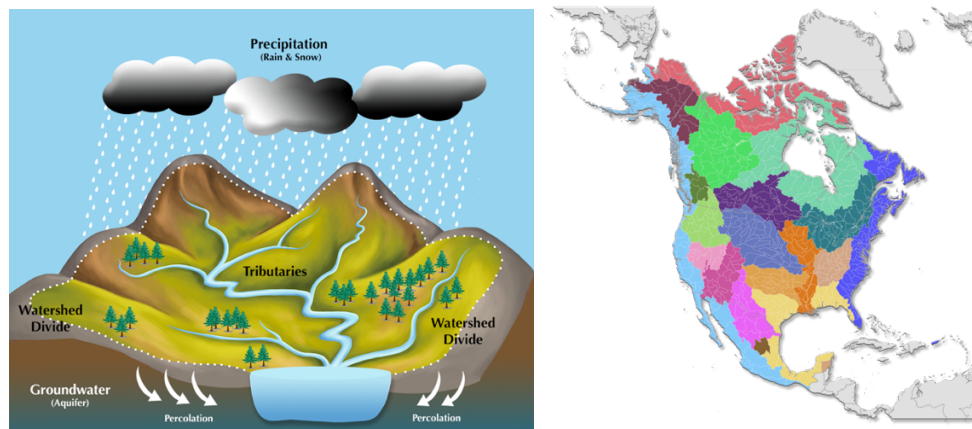 Precipitation
(Rain & Snow)
Tributaries
Watershed
Divide
Watershed
Divide
Groundwater
(Aquifer)
Percolation
Percolation